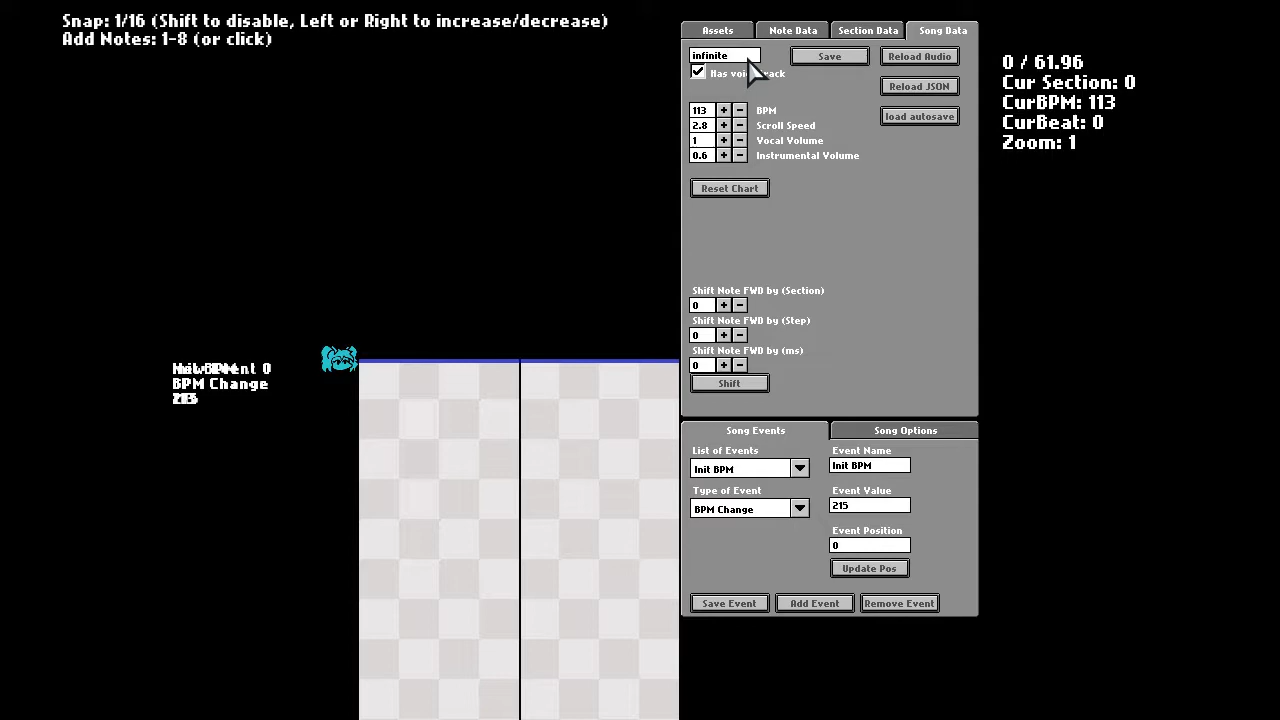 Snap: 1/16 (Shift to disable, Left or Right to increase/decrease)
Add Notes: 1-8 (or click)
Assets
Note Data
Section Data
Song Data
infinite
Save
Reload Audio
Has
Reload JSON
load autosave
113 + - BPM
2.8 + - Scroll Speed
1 + - Vocal Volume
0.6 + - Instrumental Volume
Reset Chart
Shift Note FWD by (Section)
0 + -
Shift Note FWD by (Step)
0 + -
Shift Note FWD by (ms)
0 + -
Shift
0 / 61.96
Cur Section: 0
CurBPM: 113
CurBeat: 0
Zoom: 1
BPM Change
Song Events
Song Options
List of Events
Event Name
Init BPM
Init BPM
Type of Event
Event Value
BPM Change
215
Event Position
0
Update Pos
Save Event
Add Event
Remove Event